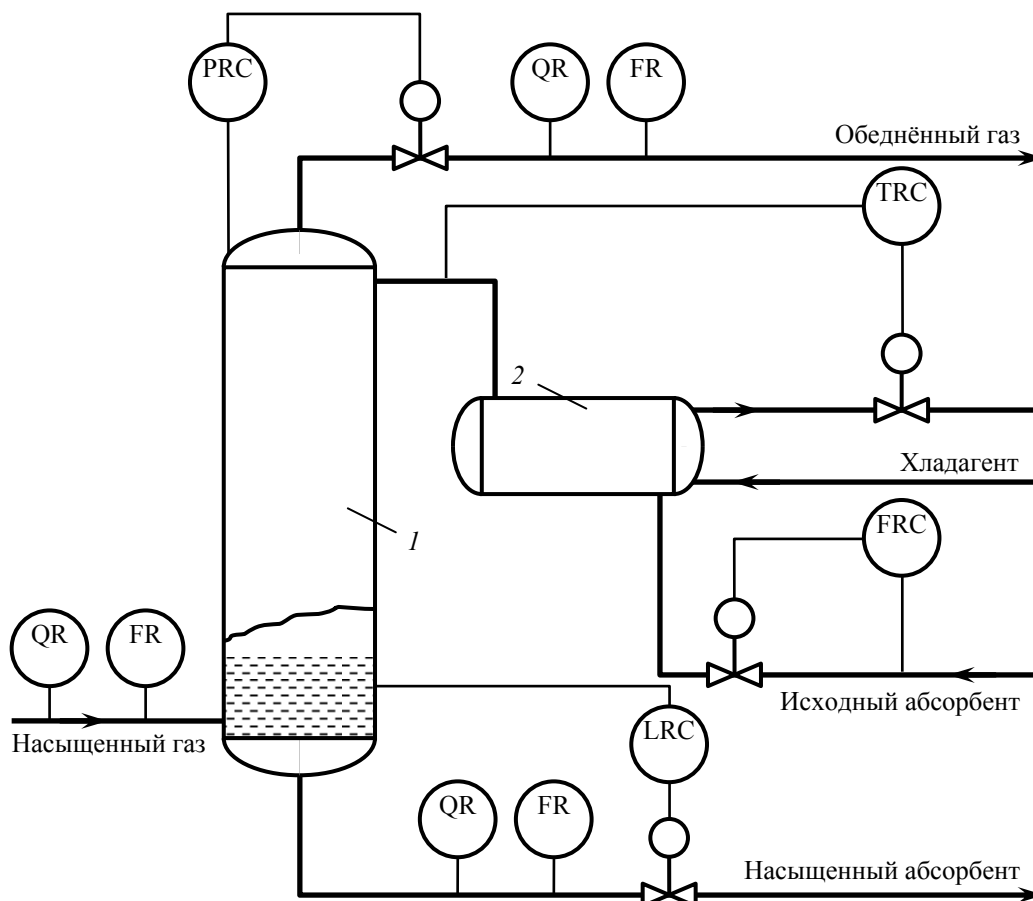 PRC
QR
FR
Обеднённый газ
TRC
2
Хладагент
FRC
1
QR
FR
Исходный абсорбент
Насыщенный газ
LRC
QR
FR
Насыщенный абсорбент